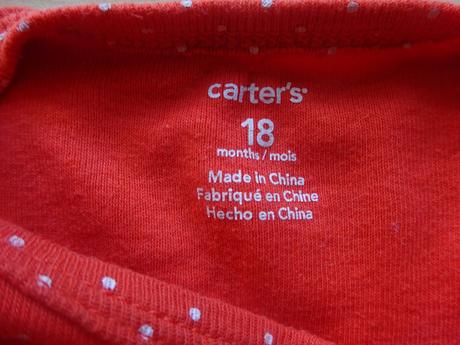 carter's
18
months / mois
Made in China
Fabriqué en Chine
Hecho en China